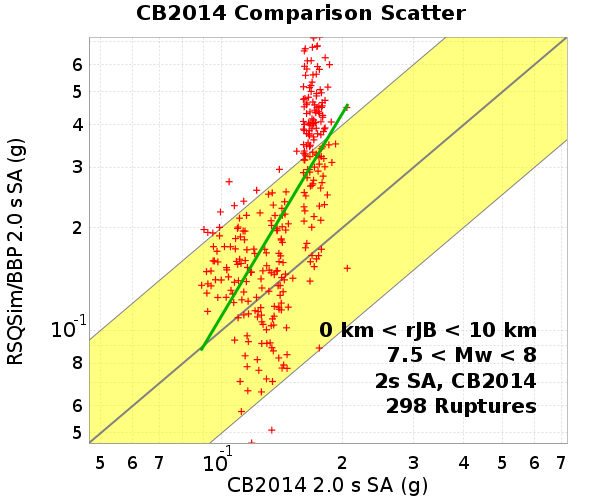 CB2014 Comparison Scatter
RSQSim/BBP 2.0 s SA (g)
6
5
4
3
2
10-1
8
6
5
0 km < rJB < 10 km
7.5 < Mw < 8
2s SA, CB2014
298 Ruptures
5 6 7 10-1 2 3 4 5 6 7
CB2014 2.0 s SA (g)